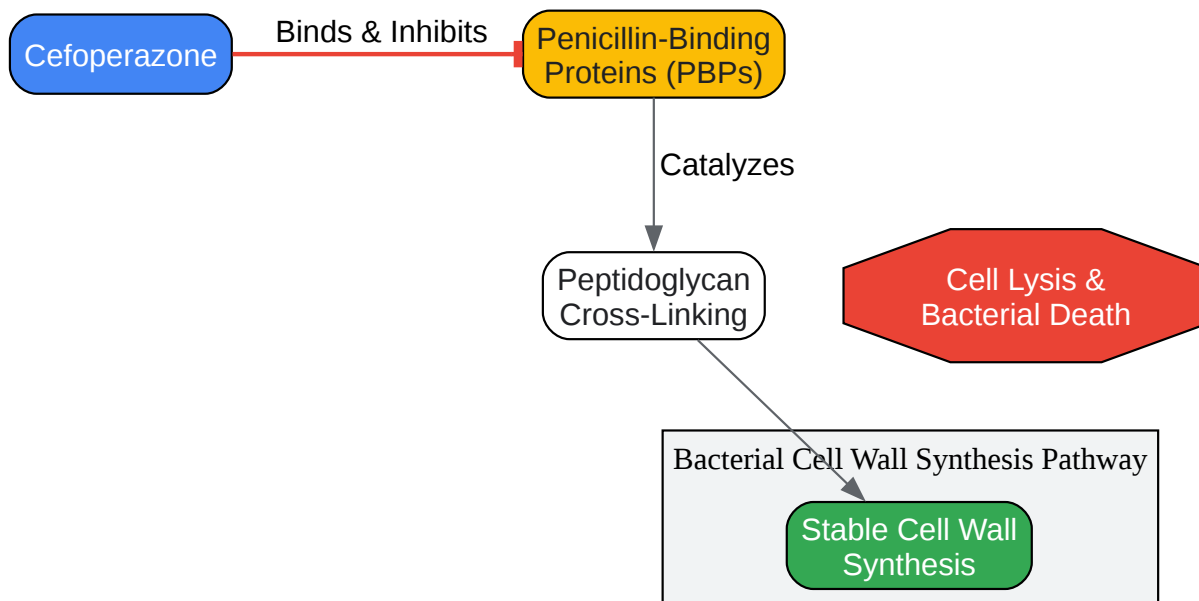 Cefoperazone
Binds & Inhibits
Penicillin-Binding
Proteins (PBPs)
Catalyzes
Peptidoglycan
Cross-Linking
Cell Lysis &
Bacterial Death
Bacterial Cell Wall Synthesis Pathway
Stable Cell Wall
Synthesis